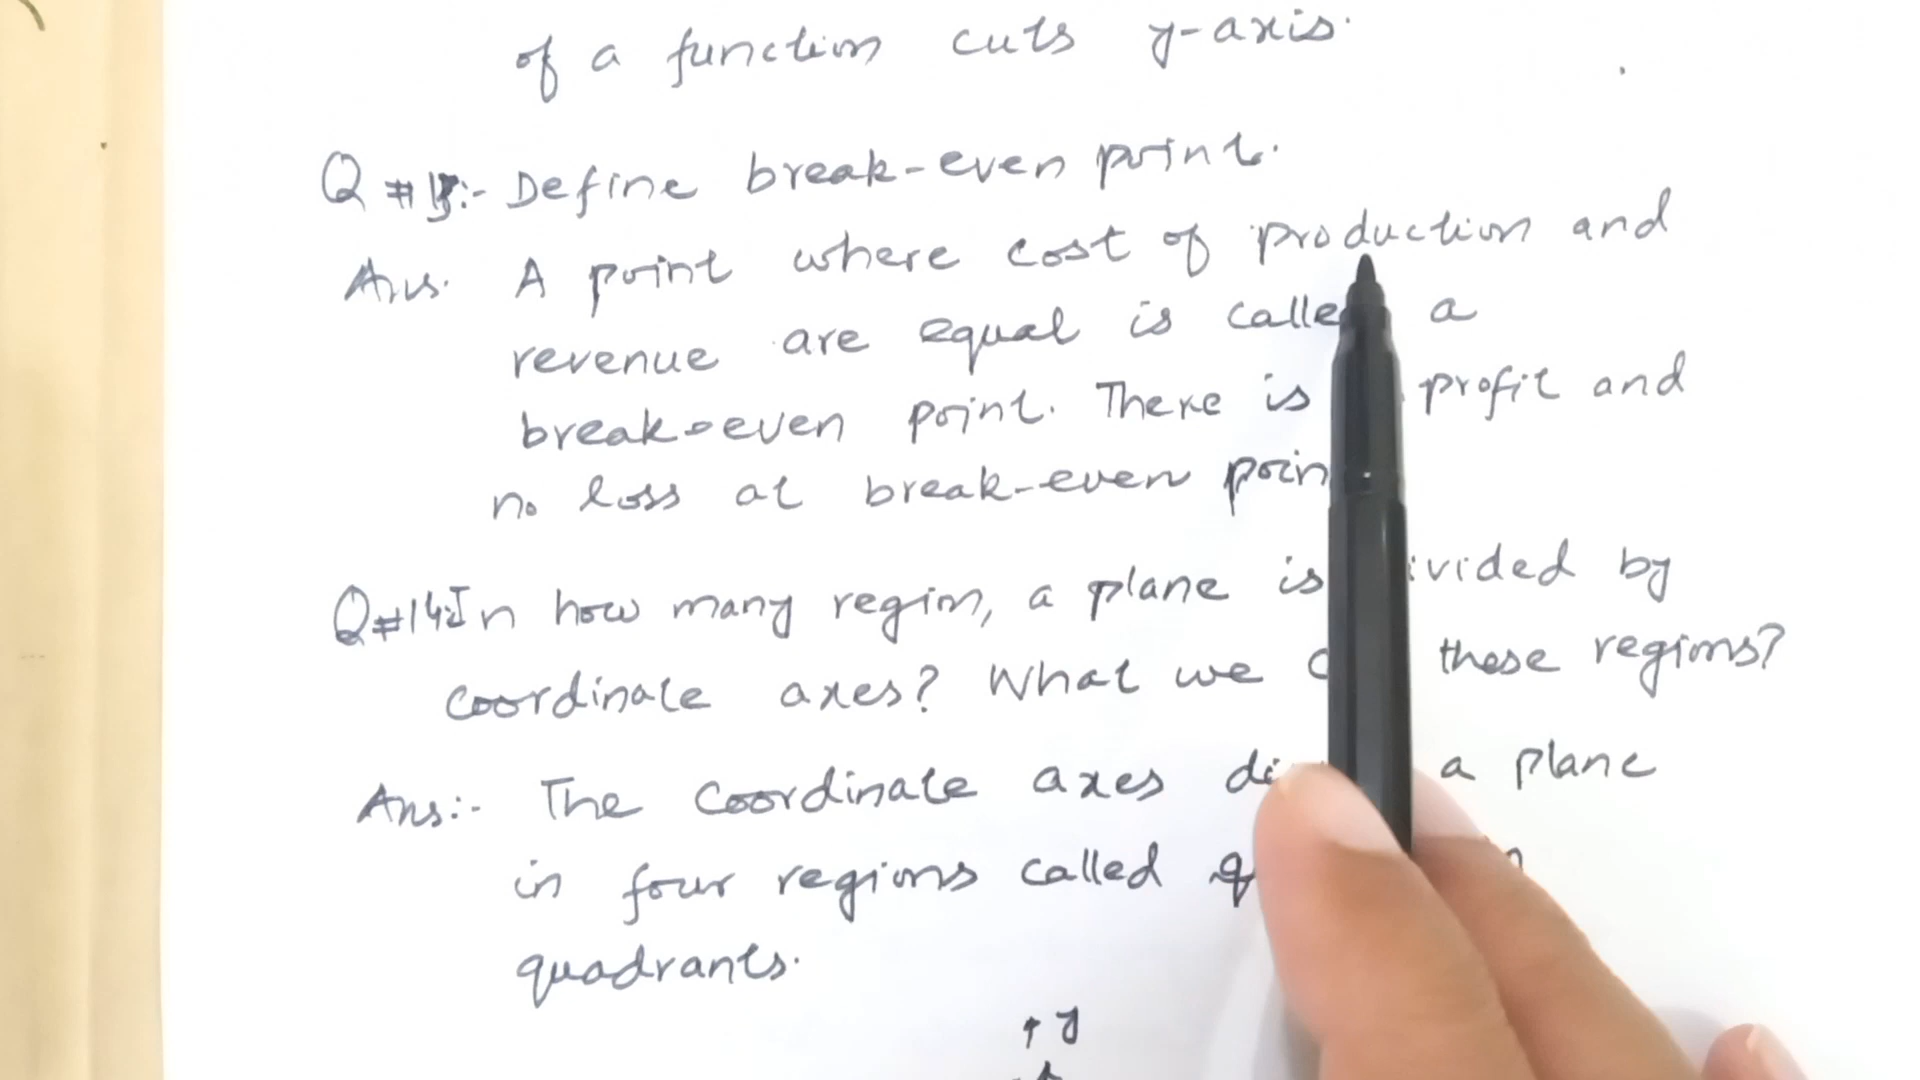 of a function cuts y-axis.
Q #13:- Define break-even point.
Ans. A point where cost of production and
revenue are equal is called a
break-even point. There is profit and
no loss at break-even poin
Q#14: In how many region, a plane is vided by
coordinate axes? What we these regions?
Ans:- The coordinate axes a plane
in four regions called
quadrants.
y